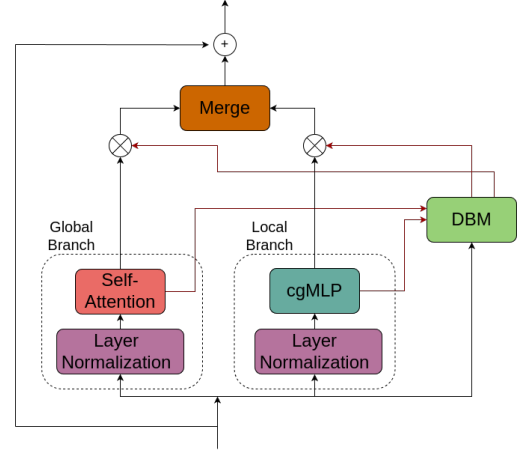 +
Merge
Global
Branch
Local
Branch
DBM
Self-
Attention
cgMLP
Layer
Normalization
Layer
Normalization